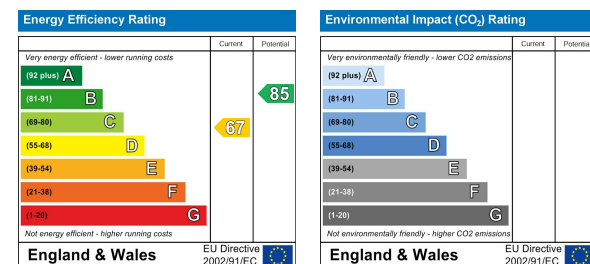 Energy Efficiency Rating
Current Potential
Very energy efficient - lower running costs
(92 plus) A
(81-91) B
85
(69-80) C
67
(55-68) D
(39-54) E
(21-38) F
(1-20) G
Not energy efficient - higher running costs
England & Wales
EU Directive
2002/91/EC
Environmental Impact (CO₂) Rating
Current Potentia
Very environmentally friendly - lower CO2 emissions
(92 plus) A
(81-91) B
(69-80) C
(55-68) D
(39-54) E
(21-38) F
(1-20) G
Not environmentally friendly - higher CO2 emissions
England & Wales
EU Directive
2002/91/EC